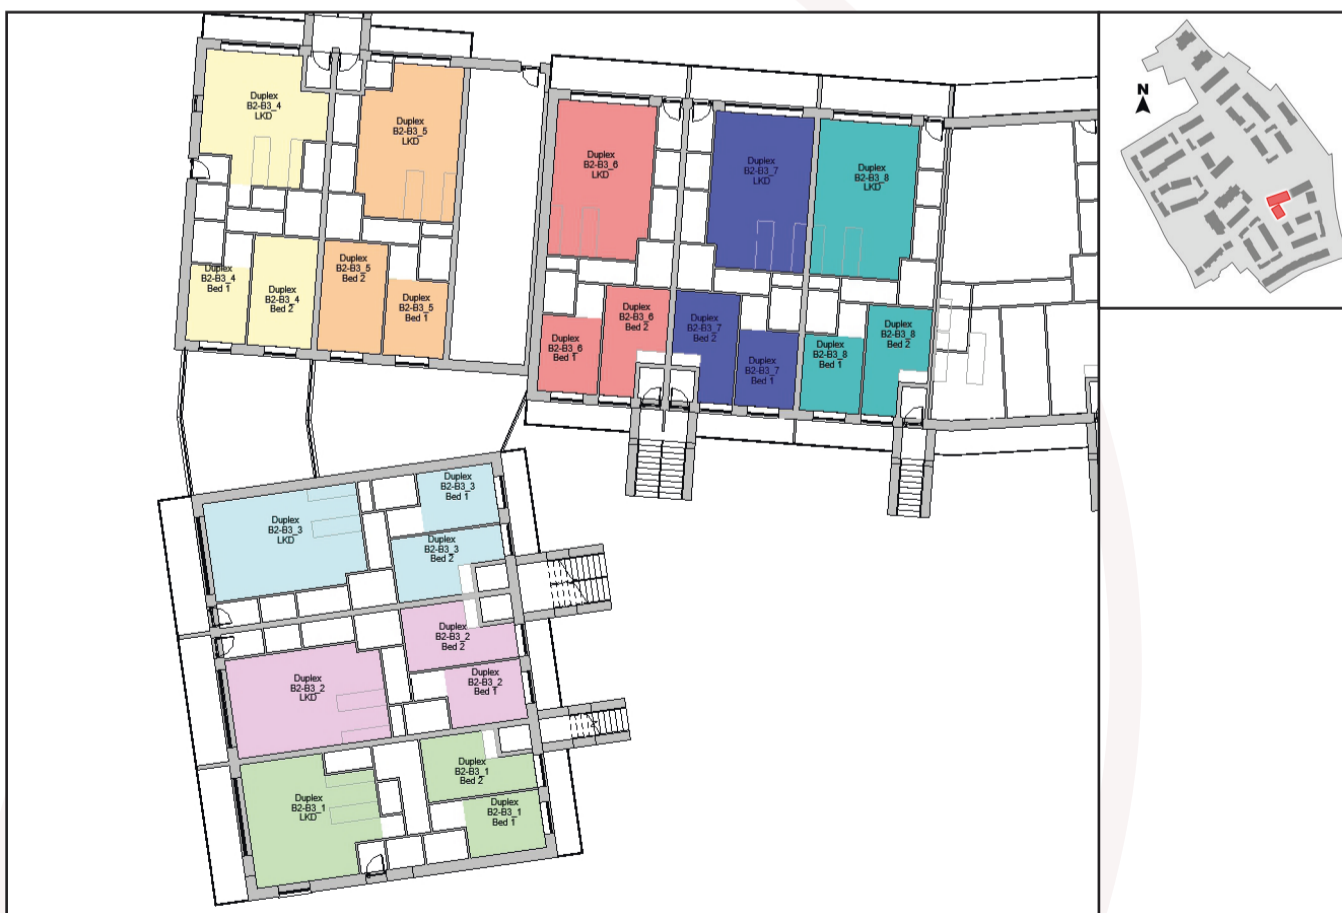 Duplex
B2-B3_4
LKD
Duplex
B2-B3_5
LKD
Duplex
B2-B3_6
LKD
Duplex
B2-B3_7
LKD
Duplex
B2-B3_8
LKD
N
Duplex
B2-B3_4
Bed 1
Duplex
B2-B3_4
Bed 2
Duplex
B2-B3_5
Bed 2
Duplex
B2-B3_5
Bed 1
Duplex
B2-B3_6
Bed 1
Duplex
B2-B3_6
Bed 2
Duplex
B2-B3_7
Bed 2
Duplex
B2-B3_7
Bed 1
Duplex
B2-B3_8
Bed 1
Duplex
B2-B3_8
Bed 2
Duplex
B2-B3_3
LKD
Duplex
B2-B3_3
Bed 1
Duplex
B2-B3_3
Bed 2
Duplex
B2-B3_2
LKD
Duplex
B2-B3_2
Bed 2
Duplex
B2-B3_2
Bed 1
Duplex
B2-B3_1
LKD
Duplex
B2-B3_1
Bed 2
Duplex
B2-B3_1
Bed 1